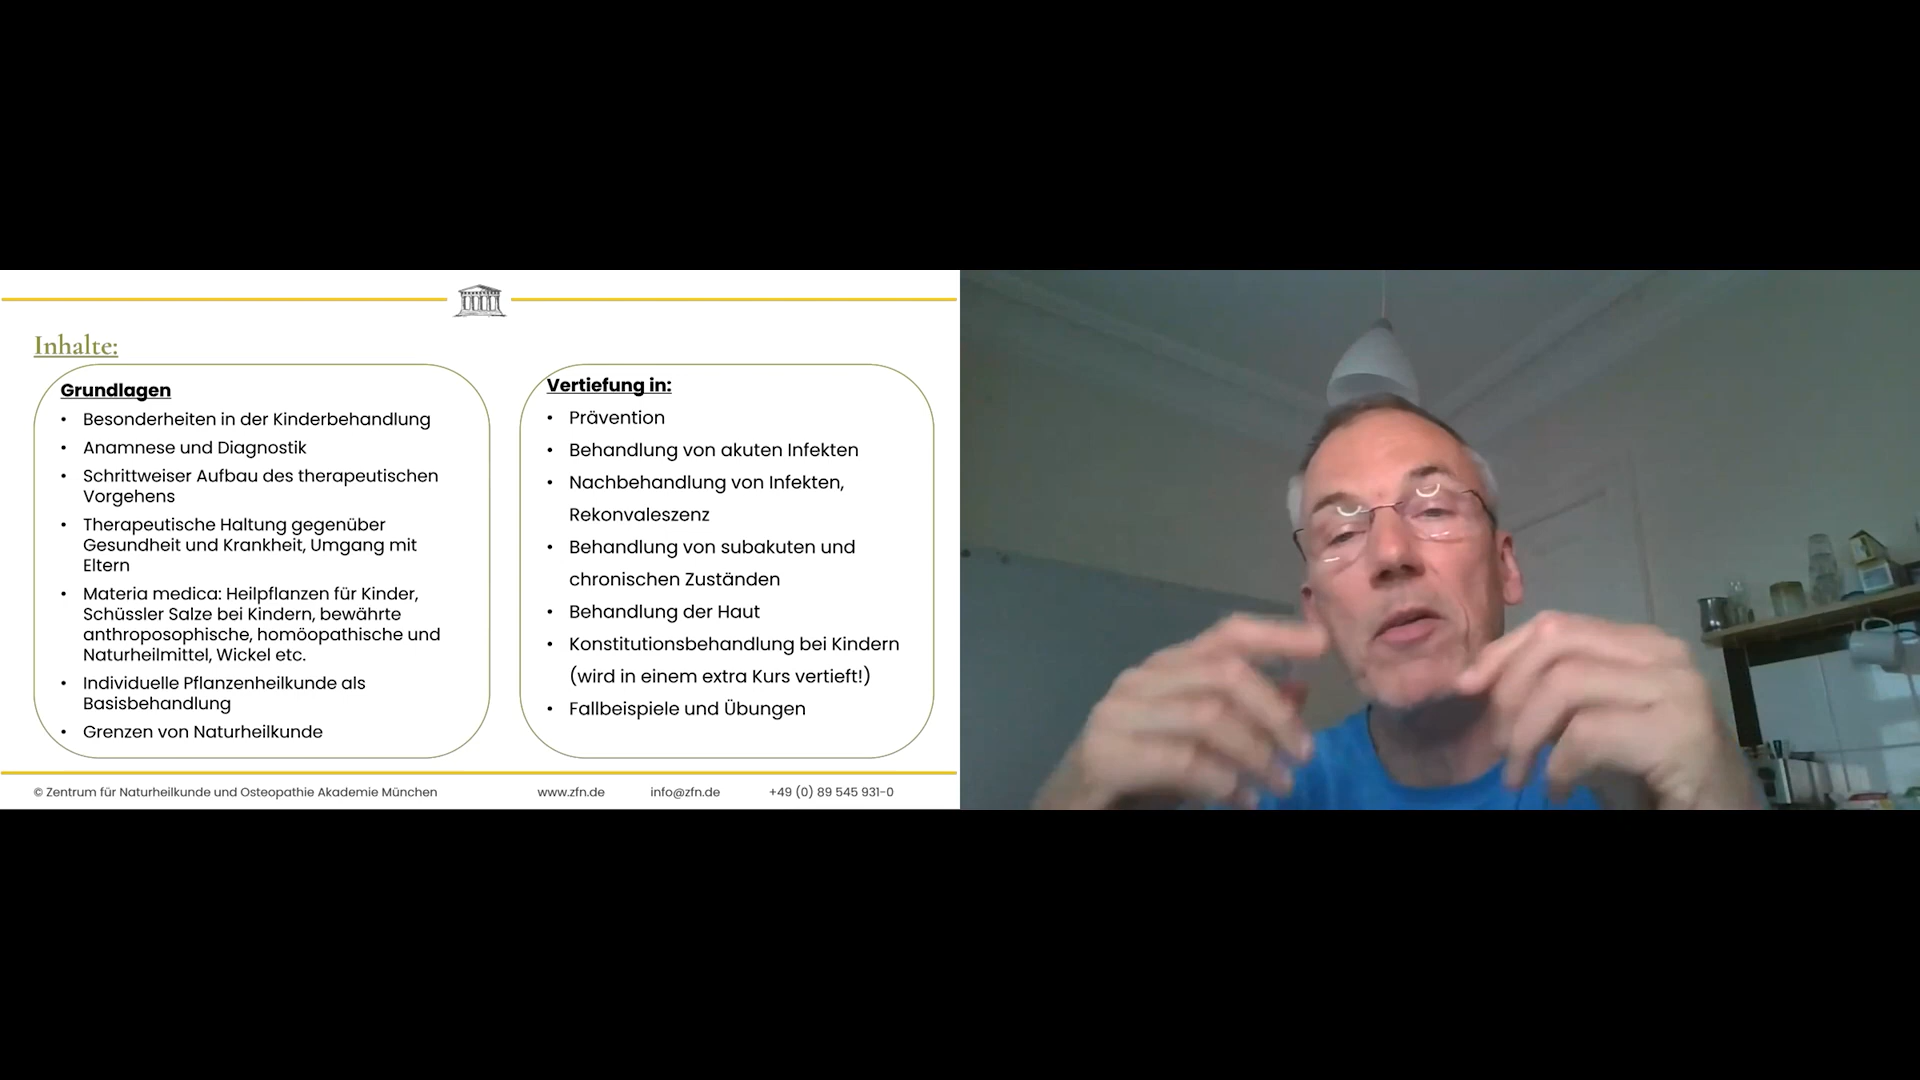 Inhalte:
Grundlagen
• Besonderheiten in der Kinderbehandlung
• Anamnese und Diagnostik
• Schrittweiser Aufbau des therapeutischen
Vorgehens
• Therapeutische Haltung gegenüber
Gesundheit und Krankheit, Umgang mit
Eltern
• Materia medica: Heilpflanzen für Kinder,
Schüssler Salze bei Kindern, bewährte
anthroposophische, homöopathische und
Naturheilmittel, Wickel etc.
• Individuelle Pflanzenheilkunde als
Basisbehandlung
• Grenzen von Naturheilkunde
Vertiefung in:
• Prävention
• Behandlung von akuten Infekten
• Nachbehandlung von Infekten,
Rekonvaleszenz
• Behandlung von subakuten und
chronischen Zuständen
• Behandlung der Haut
• Konstitutionsbehandlung bei Kindern
(wird in einem extra Kurs vertieft!)
• Fallbeispiele und Übungen
© Zentrum für Naturheilkunde und Osteopathie Akademie München www.zfn.de info@zfn.de +49 (0) 89 545 931-0